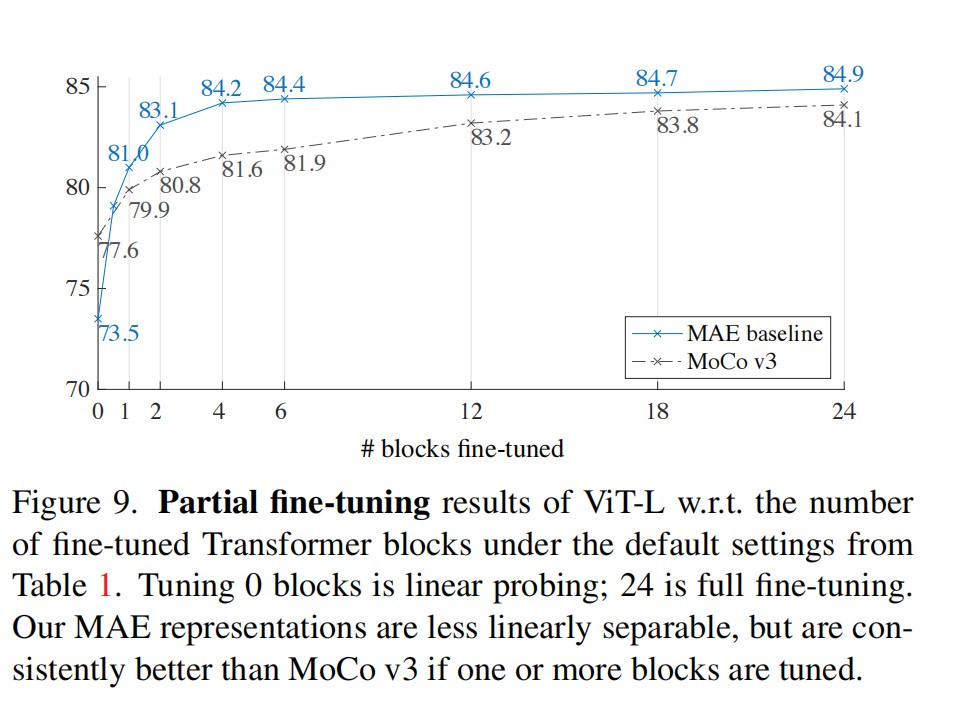 85
80
75
70
84.2
84.4
84.6
84.7
84.9
83.1
81.0
73.5
77.6
79.9
80.8
81.6
81.9
83.2
83.8
84.1
MAE baseline
MoCo v3
0 1 2 4 6 12 18 24
# blocks fine-tuned
Figure 9. Partial fine-tuning results of ViT-L w.r.t. the number
of fine-tuned Transformer blocks under the default settings from
Table 1. Tuning 0 blocks is linear probing; 24 is full fine-tuning.
Our MAE representations are less linearly separable, but are con-
sistently better than MoCo v3 if one or more blocks are tuned.